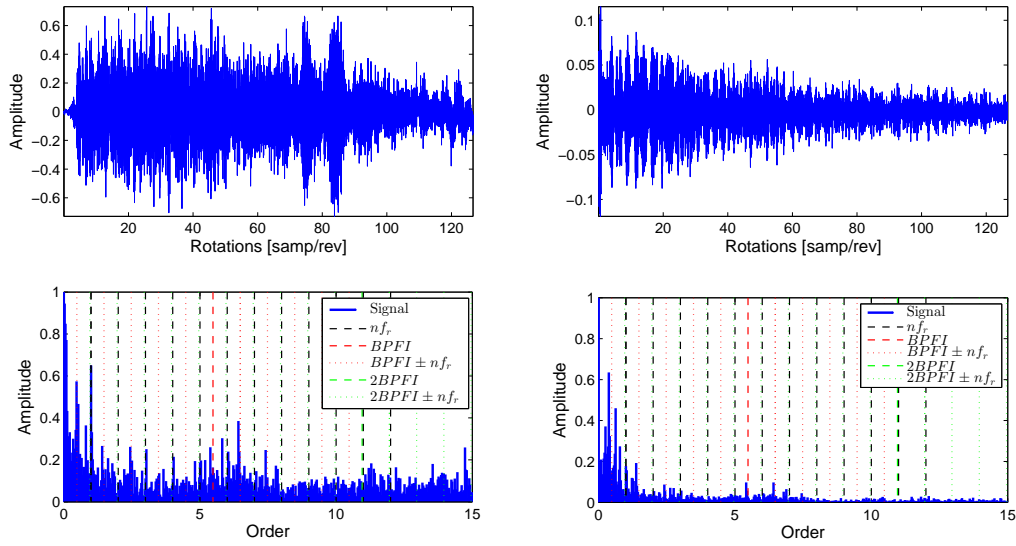 Amplitude
0.6
0.4
0.2
0
−0.2
−0.4
−0.6
20 40 60 80 100 120
Rotations [samp/rev]
Amplitude
0.1
0.05
0
−0.05
−0.1
20 40 60 80 100 120
Rotations [samp/rev]
Amplitude
1
0.8
0.6
0.4
0.2
0
0 5 10 15
Order
Signal
nf_r
BPFI
BPFI ± nf_r
2BPFI
2BPFI ± nf_r
Amplitude
1
0.8
0.6
0.4
0.2
0
0 5 10 15
Order
Signal
nf_r
BPFI
BPFI ± nf_r
2BPFI
2BPFI ± nf_r